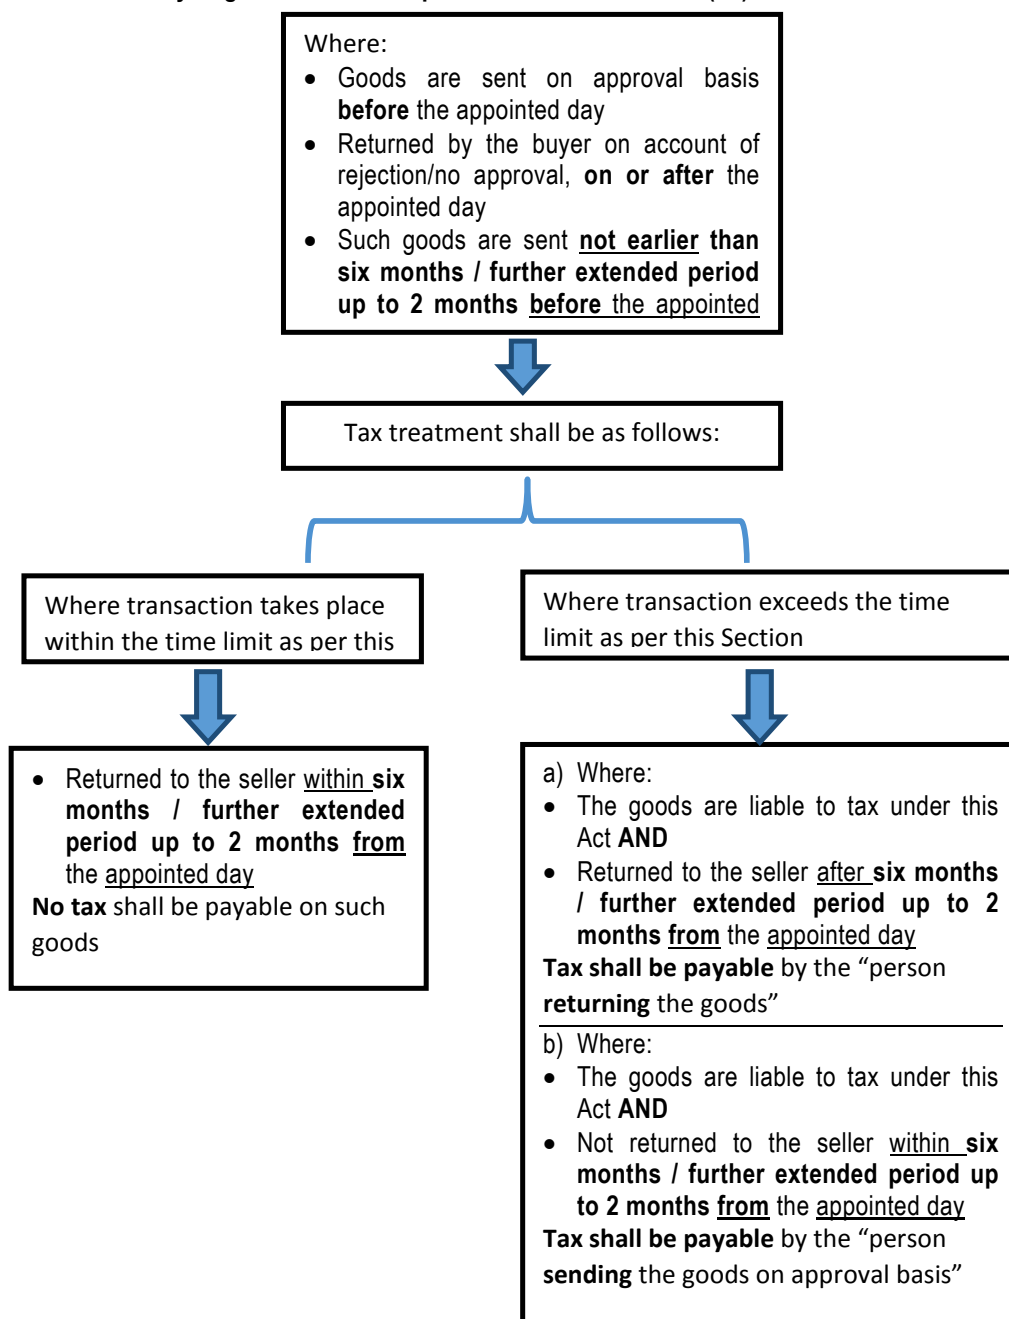 Where:
• Goods are sent on approval basis
before the appointed day
• Returned by the buyer on account of
rejection/no approval, on or after the
appointed day
• Such goods are sent not earlier than
six months / further extended period
up to 2 months before the appointed
Tax treatment shall be as follows:
Where transaction takes place
within the time limit as per this
Where transaction exceeds the time
limit as per this Section
• Returned to the seller within six
months / further extended
period up to 2 months from
the appointed day
No tax shall be payable on such
goods
a) Where:
• The goods are liable to tax under this
Act AND
• Returned to the seller after six months
/ further extended period up to 2
months from the appointed day
Tax shall be payable by the “person
returning the goods”
b) Where:
• The goods are liable to tax under this
Act AND
• Not returned to the seller within six
months / further extended period up
to 2 months from the appointed day
Tax shall be payable by the “person
sending the goods on approval basis”